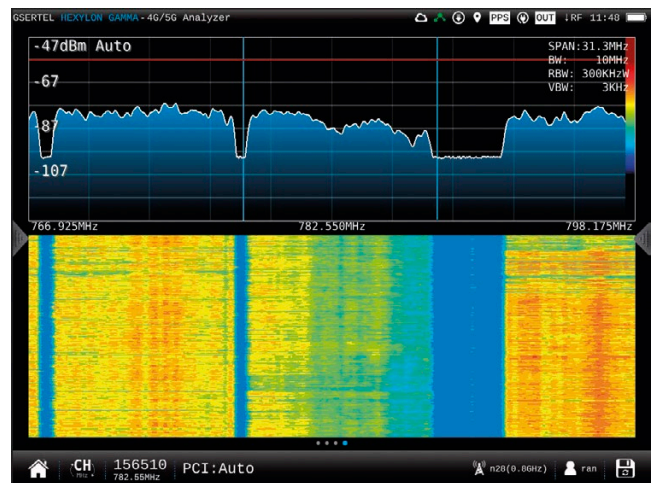 GSERTEL HEXYLON GAMMA-4G/5G Analyzer
PPS OUT ↓RF 11:48
-47dBm Auto
SPAN:31.3MHz
BW: 10MHz
RBW: 300KHzW
VBW: 3KHz
-67
-87
-107
766.925MHz 782.550MHz 798.175MHz
CH 156510 PCI:Auto n28(0.8GHz) ran
MHz 782.55MHz